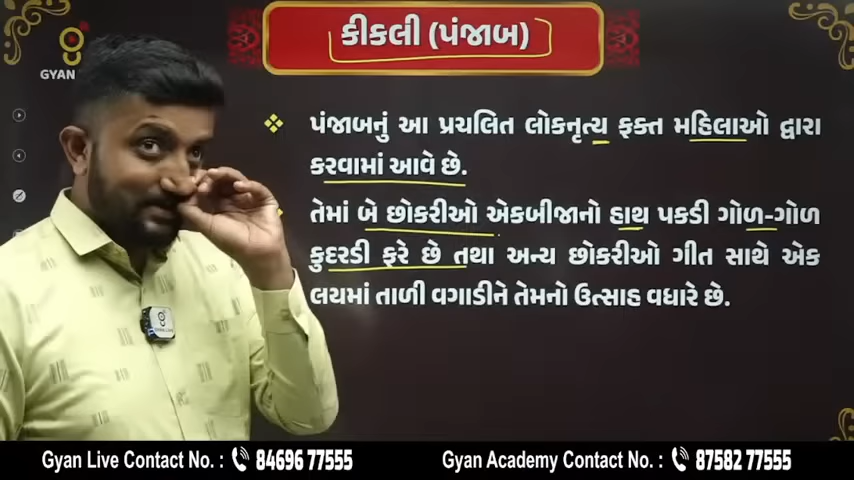 કીકલી (પંજાબ)
GYAN
પંજાબનું આ પ્રચલિત લોકનૃત્ય ફક્ત મહિલાઓ દ્વારા
કરવામાં આવે છે.
તેમાં બે છોકરીઓ એકબીજાનો હાથ પકડી ગોળ-ગોળ
કુદરડી ફરે છે તથા અન્ય છોકરીઓ ગીત સાથે એક
લયમાં તાળી વગાડીને તેમનો ઉત્સાહ વધારે છે.
Gyan Live Contact No. : 84696 77555
Gyan Academy Contact No. : 87582 77555